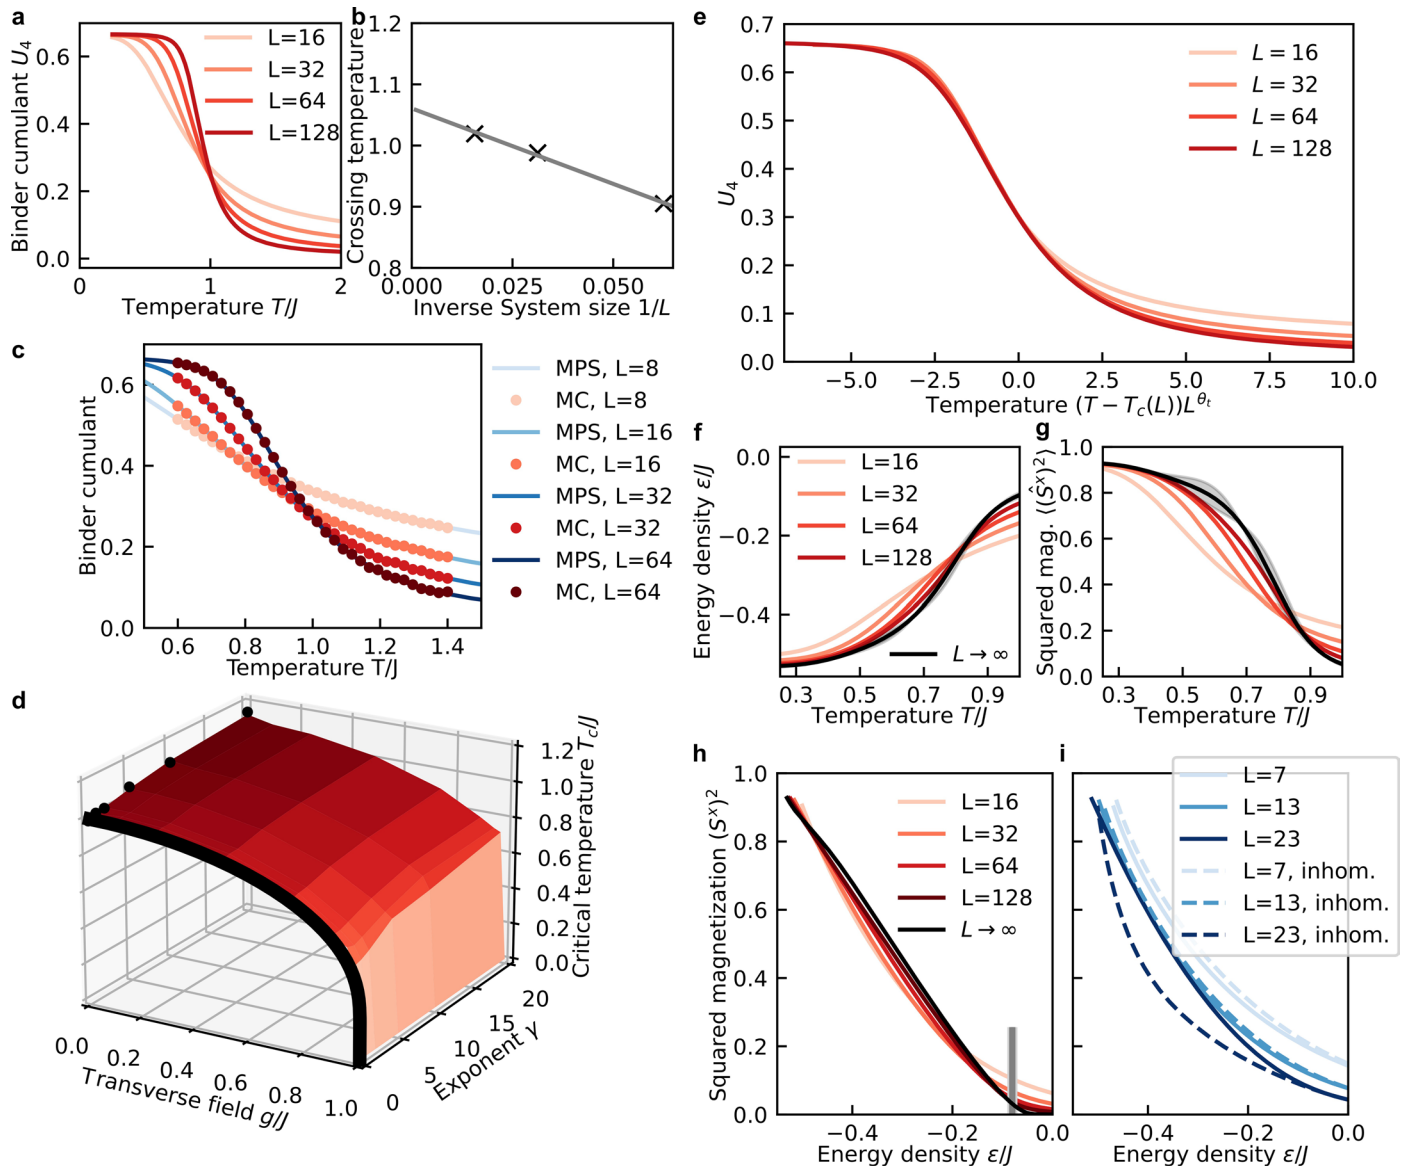 a
Binder cumulant U4
0.6
0.4
0.2
0.0
L=16
L=32
L=64
L=128
0
1
2
Temperature T/J
b
Crossing temperature
1.2
1.1
1.0
0.9
0.8
0.000
0.025
0.050
Inverse System size 1/L
c
Binder cumulant
0.6
0.4
0.2
0.0
0.6
0.8
1.0
1.2
1.4
Temperature T/J
MPS, L=8
MC, L=8
MPS, L=16
MC, L=16
MPS, L=32
MC, L=32
MPS, L=64
MC, L=64
d
1.2
1.0
0.8
0.6
0.4
0.2
0.0
Critical temperature Tc/J
20
15
10
5
0
Exponent γ
0.0
0.2
0.4
0.6
0.8
1.0
Transverse field g/J
e
U4
0.7
0.6
0.5
0.4
0.3
0.2
0.1
0.0
L = 16
L = 32
L = 64
L = 128
−5.0
−2.5
0.0
2.5
5.0
7.5
10.0
Temperature (T − Tc(L))L^θt
f
Energy density ε/J
0.0
−0.2
−0.4
L=16
L=32
L=64
L=128
L → ∞
0.3
0.5
0.7
0.9
Temperature T/J
g
Squared mag. ⟨(Ŝ^x)^2⟩
1.0
0.8
0.6
0.4
0.2
0.0
0.3
0.5
0.7
0.9
Temperature T/J
h
Squared magnetization (S^x)^2
1.0
0.8
0.6
0.4
0.2
0.0
L=16
L=32
L=64
L=128
L → ∞
−0.4
−0.2
0.0
Energy density ε/J
i
L=7
L=13
L=23
L=7, inhom.
L=13, inhom.
L=23, inhom.
−0.4
−0.2
0.0
Energy density ε/J